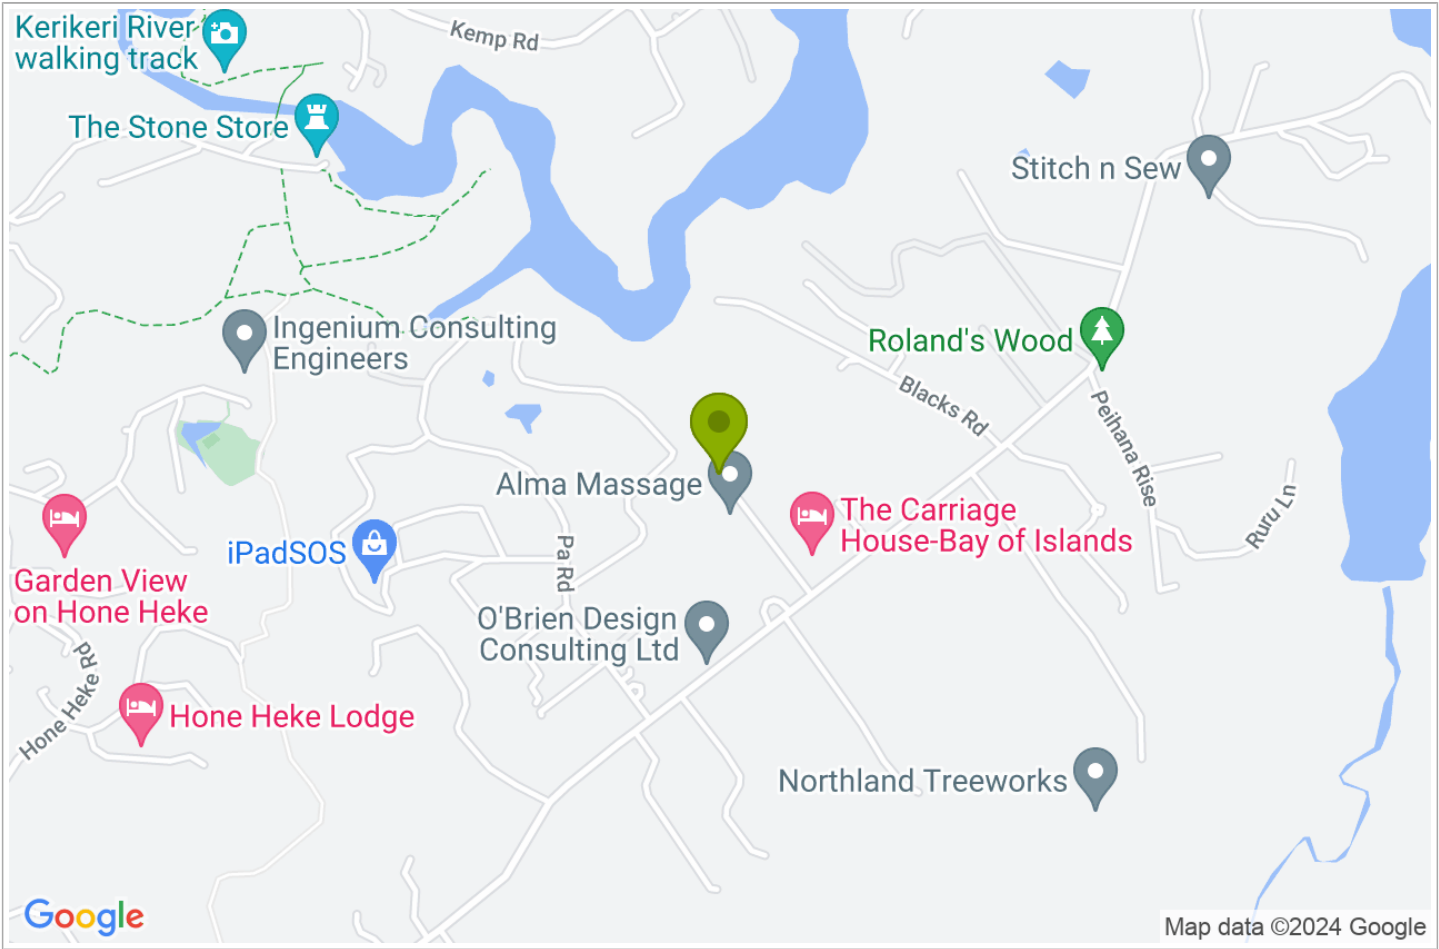 Kerikeri River
walking track
Kemp Rd
The Stone Store
Stitch n Sew
Ingenium Consulting
Engineers
Roland's Wood
Blacks Rd
Peihana Rise
Alma Massage
The Carriage
House-Bay of Islands
Ruru Ln
iPadSOS
Pa Rd
Garden View
on Hone Heke
O'Brien Design
Consulting Ltd
Hone Heke Rd
Hone Heke Lodge
Northland Treeworks
Google
Map data ©2024 Google